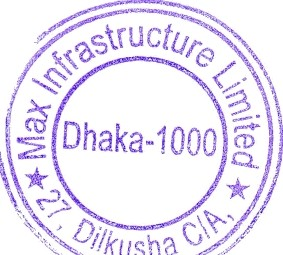 Max Infrastructure Limited
Dhaka-1000
★ 27, Dilkusha C/A, ★